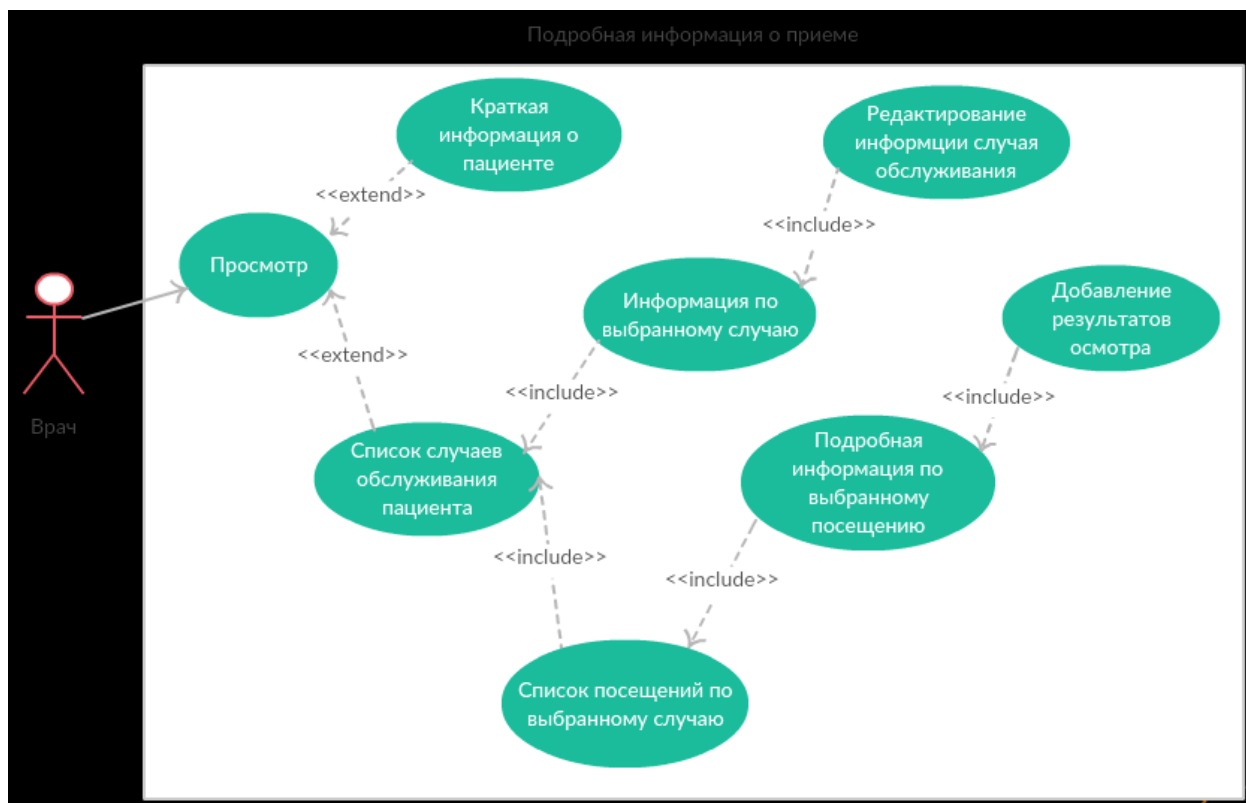 Подробная информация о приеме
Краткая
информация о
пациенте
Редактирование
информции случая
обслуживания
<<extend>>
<<include>>
Просмотр
Информация по
выбранному случаю
Добавление
результатов
осмотра
<<extend>>
<<include>>
<<include>>
Врач
Список случаев
обслуживания
пациента
Подробная
информация по
выбранному
посещению
<<include>>
<<include>>
Список посещений по
выбранному случаю